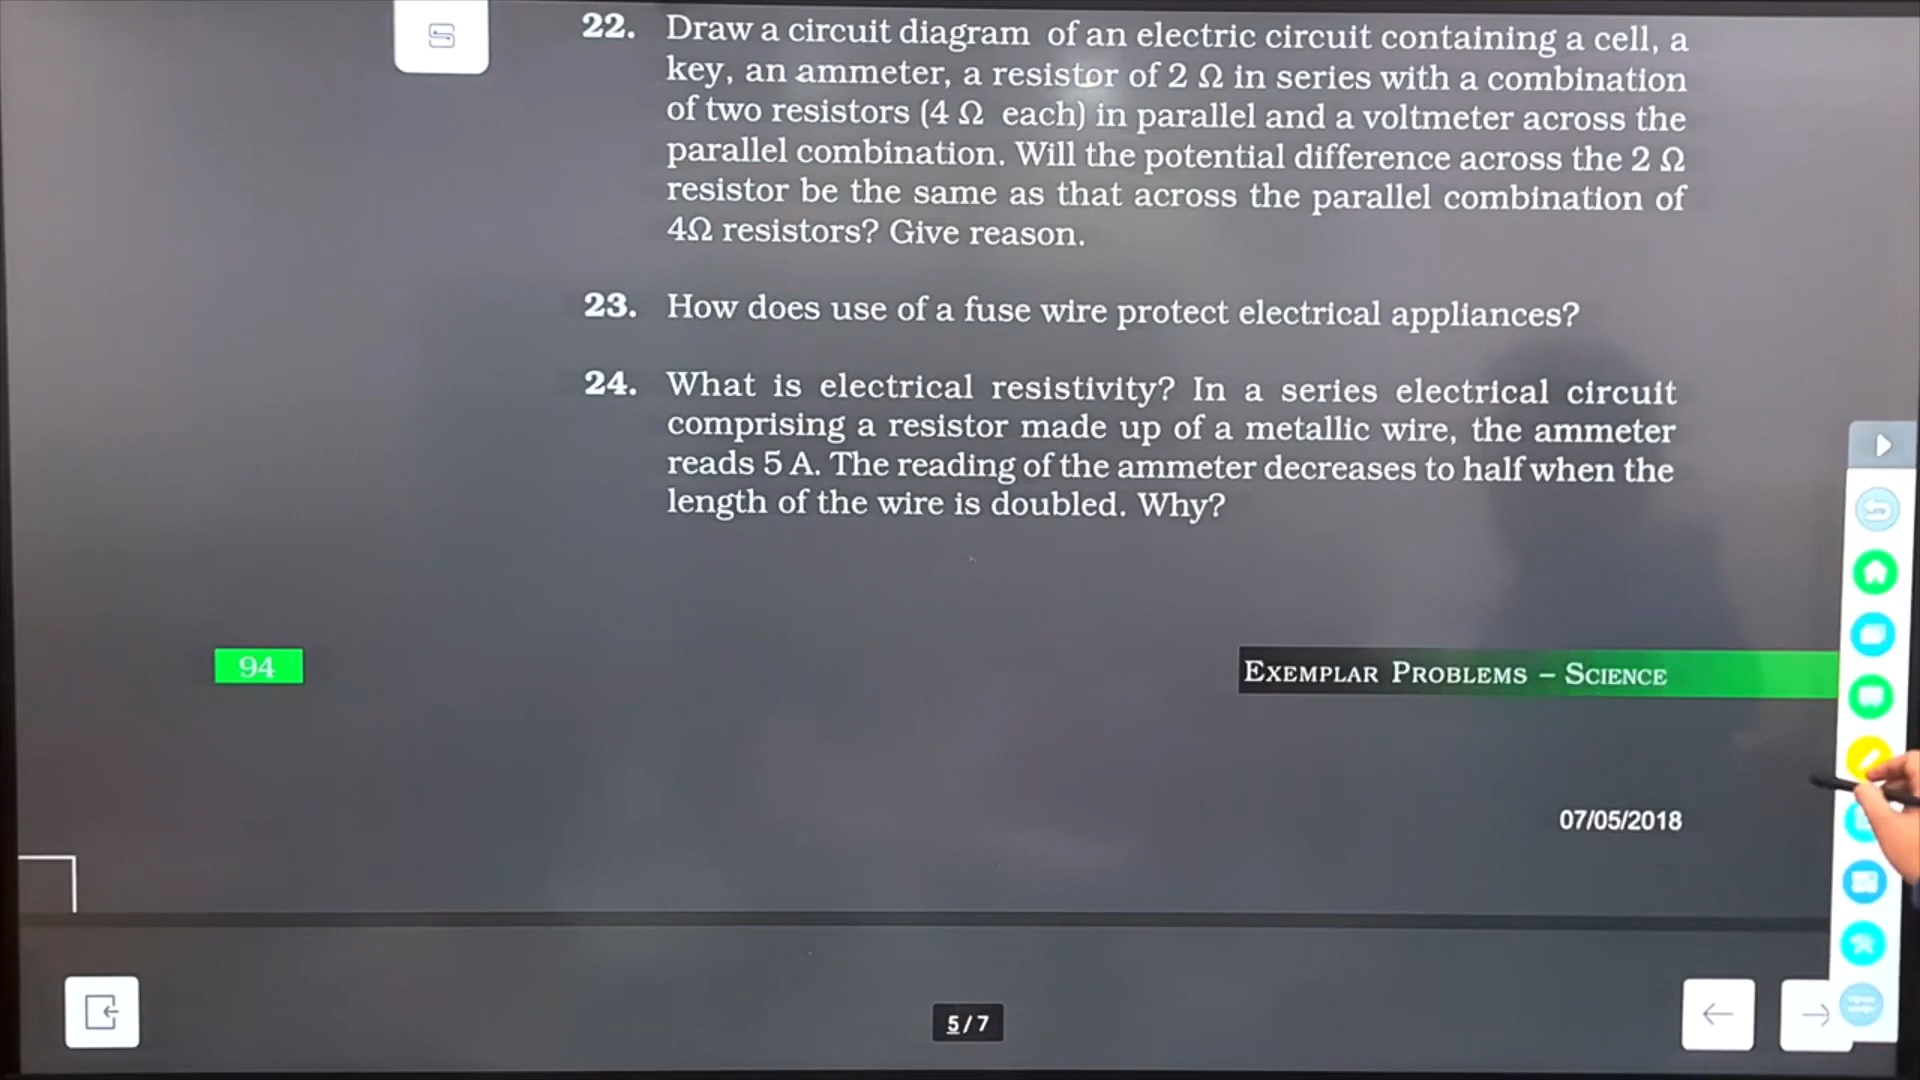 22. Draw a circuit diagram of an electric circuit containing a cell, a
key, an ammeter, a resistor of 2 Ω in series with a combination
of two resistors (4 Ω each) in parallel and a voltmeter across the
parallel combination. Will the potential difference across the 2 Ω
resistor be the same as that across the parallel combination of
4Ω resistors? Give reason.
23. How does use of a fuse wire protect electrical appliances?
24. What is electrical resistivity? In a series electrical circuit
comprising a resistor made up of a metallic wire, the ammeter
reads 5 A. The reading of the ammeter decreases to half when the
length of the wire is doubled. Why?
94
EXEMPLAR PROBLEMS – SCIENCE
07/05/2018
5/7